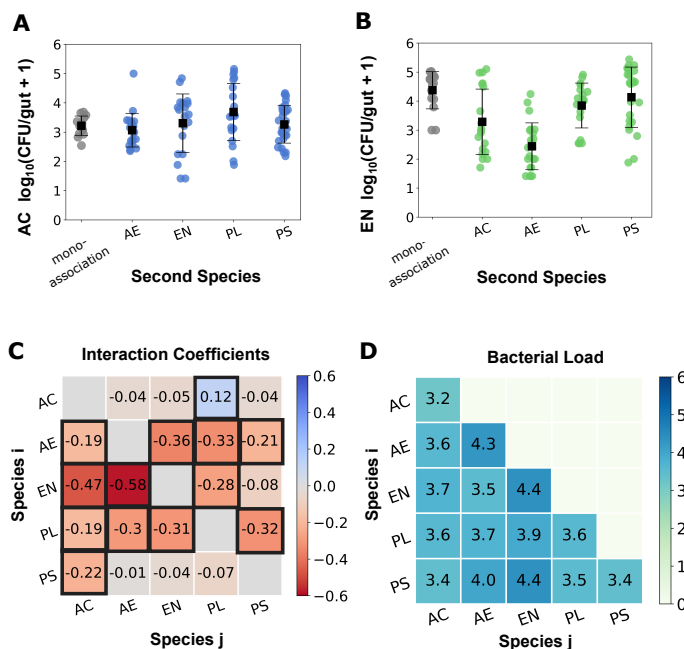 A
AC log10(CFU/gut + 1)
6
5
4
3
2
1
0
mono-association
AE
EN
PL
PS
Second Species
B
EN log10(CFU/gut + 1)
6
5
4
3
2
1
0
mono-association
AC
AE
PL
PS
Second Species
C
Interaction Coefficients
Species i
AC -0.04 -0.05 0.12 -0.04
AE -0.19 -0.36 -0.33 -0.21
EN -0.47 -0.58 -0.28 -0.08
PL -0.19 -0.3 -0.31 -0.32
PS -0.22 -0.01 -0.04 -0.07
AC AE EN PL PS
Species j
0.6
0.4
0.2
0.0
−0.2
−0.4
−0.6
D
Bacterial Load
Species i
AC 3.2
AE 3.6 4.3
EN 3.7 3.5 4.4
PL 3.6 3.7 3.9 3.6
PS 3.4 4.0 4.4 3.5 3.4
AC AE EN PL PS
Species j
6
5
4
3
2
1
0